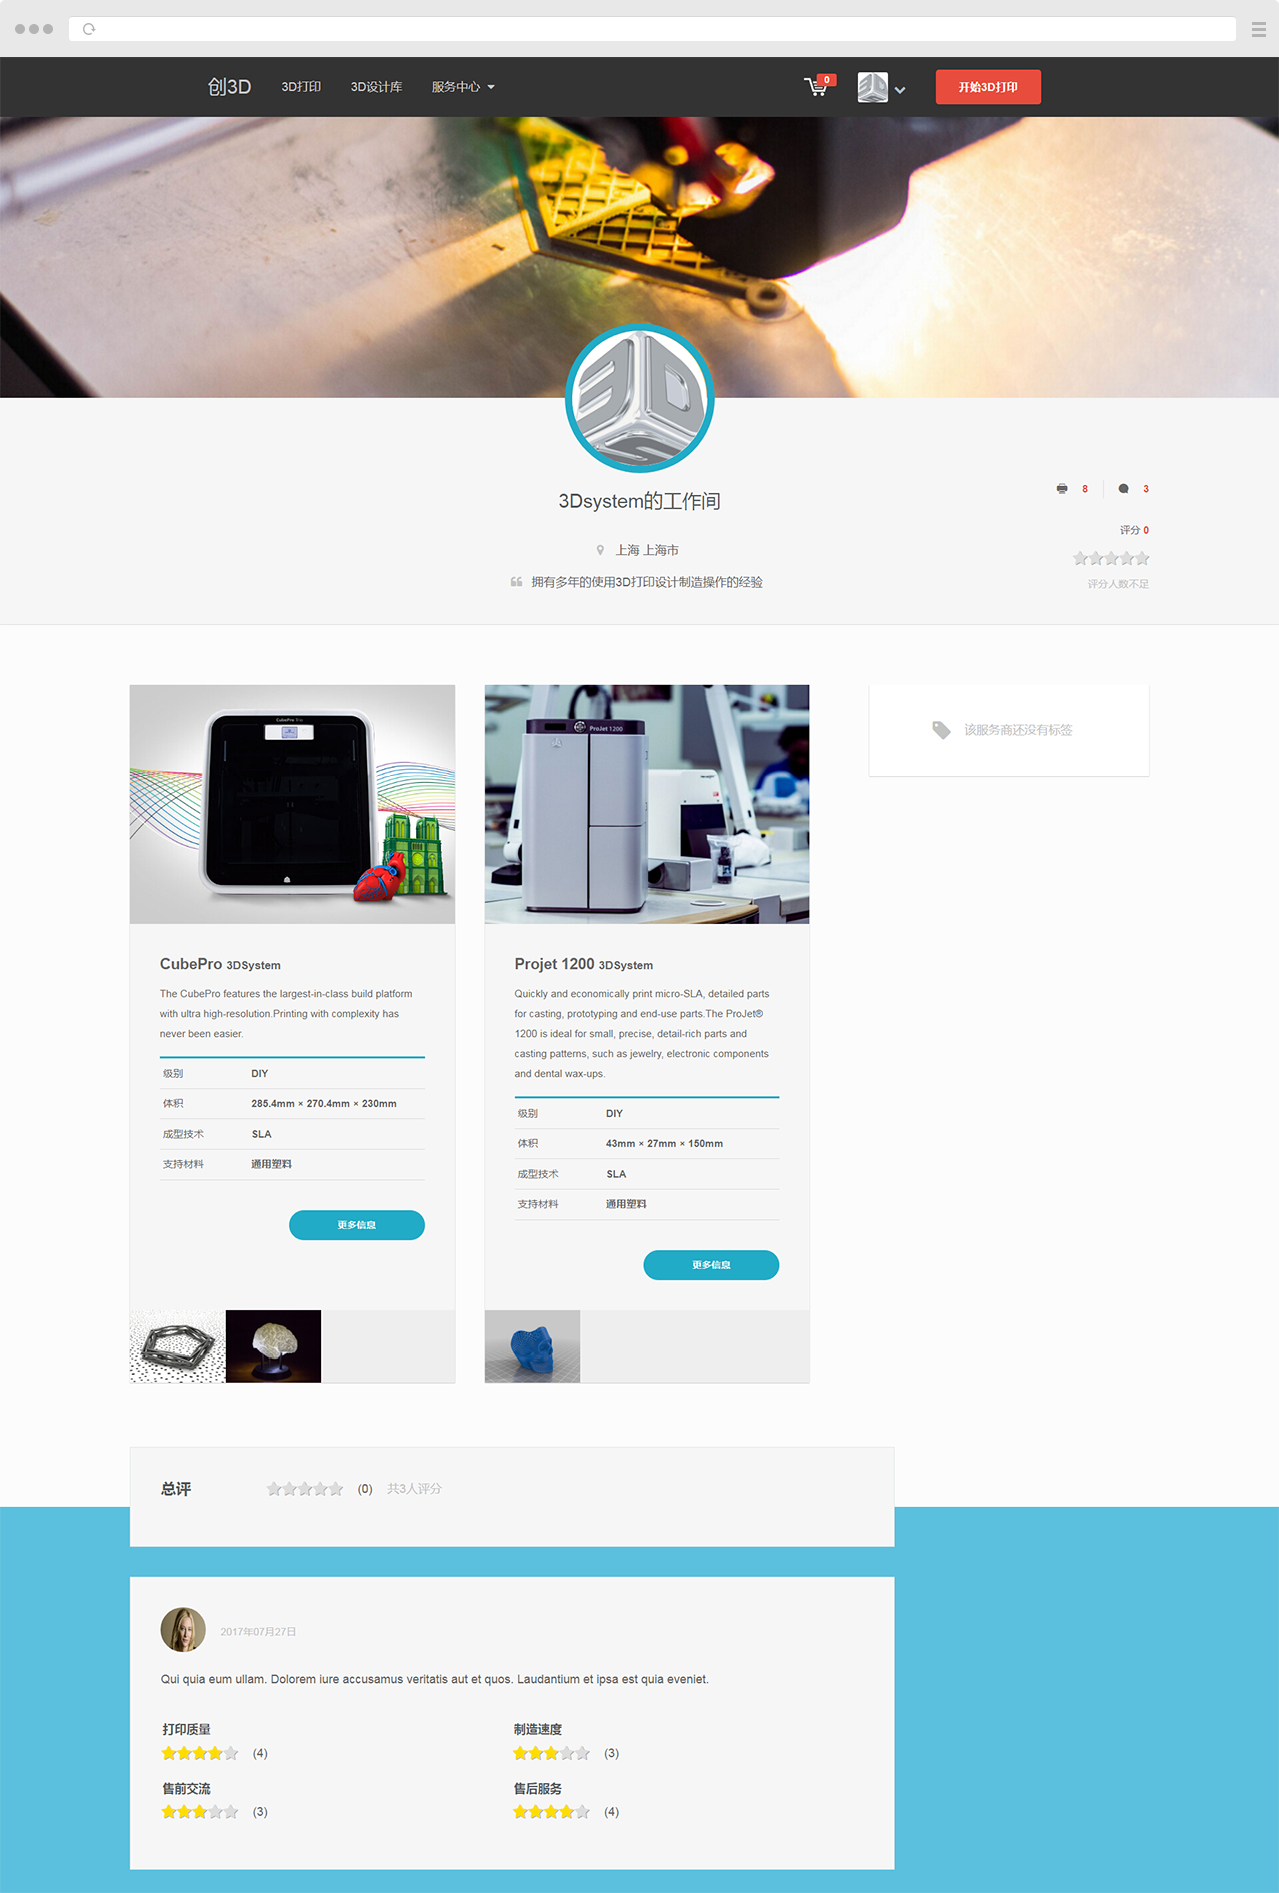 创3D
3D打印
3D设计库
服务中心
0
开始3D打印
3Dsystem的工作间
8
3
评分 0
上海 上海市
拥有多年的使用3D打印设计制造操作的经验
评分人数不足
CubePro Trio
ProJet 1200
该服务商还没有标签
CubePro 3DSystem
The CubePro features the largest-in-class build platform
with ultra high-resolution.Printing with complexity has
never been easier.
级别 DIY
体积 285.4mm × 270.4mm × 230mm
成型技术 SLA
支持材料 通用塑料
更多信息
Projet 1200 3DSystem
Quickly and economically print micro-SLA, detailed parts
for casting, prototyping and end-use parts.The ProJet®
1200 is ideal for small, precise, detail-rich parts and
casting patterns, such as jewelry, electronic components
and dental wax-ups.
级别 DIY
体积 43mm × 27mm × 150mm
成型技术 SLA
支持材料 通用塑料
更多信息
总评 (0) 共3人评分
2017年07月27日
Qui quia eum ullam. Dolorem iure accusamus veritatis aut et quos. Laudantium et ipsa est quia eveniet.
打印质量
(4)
制造速度
(3)
售前交流
(3)
售后服务
(4)